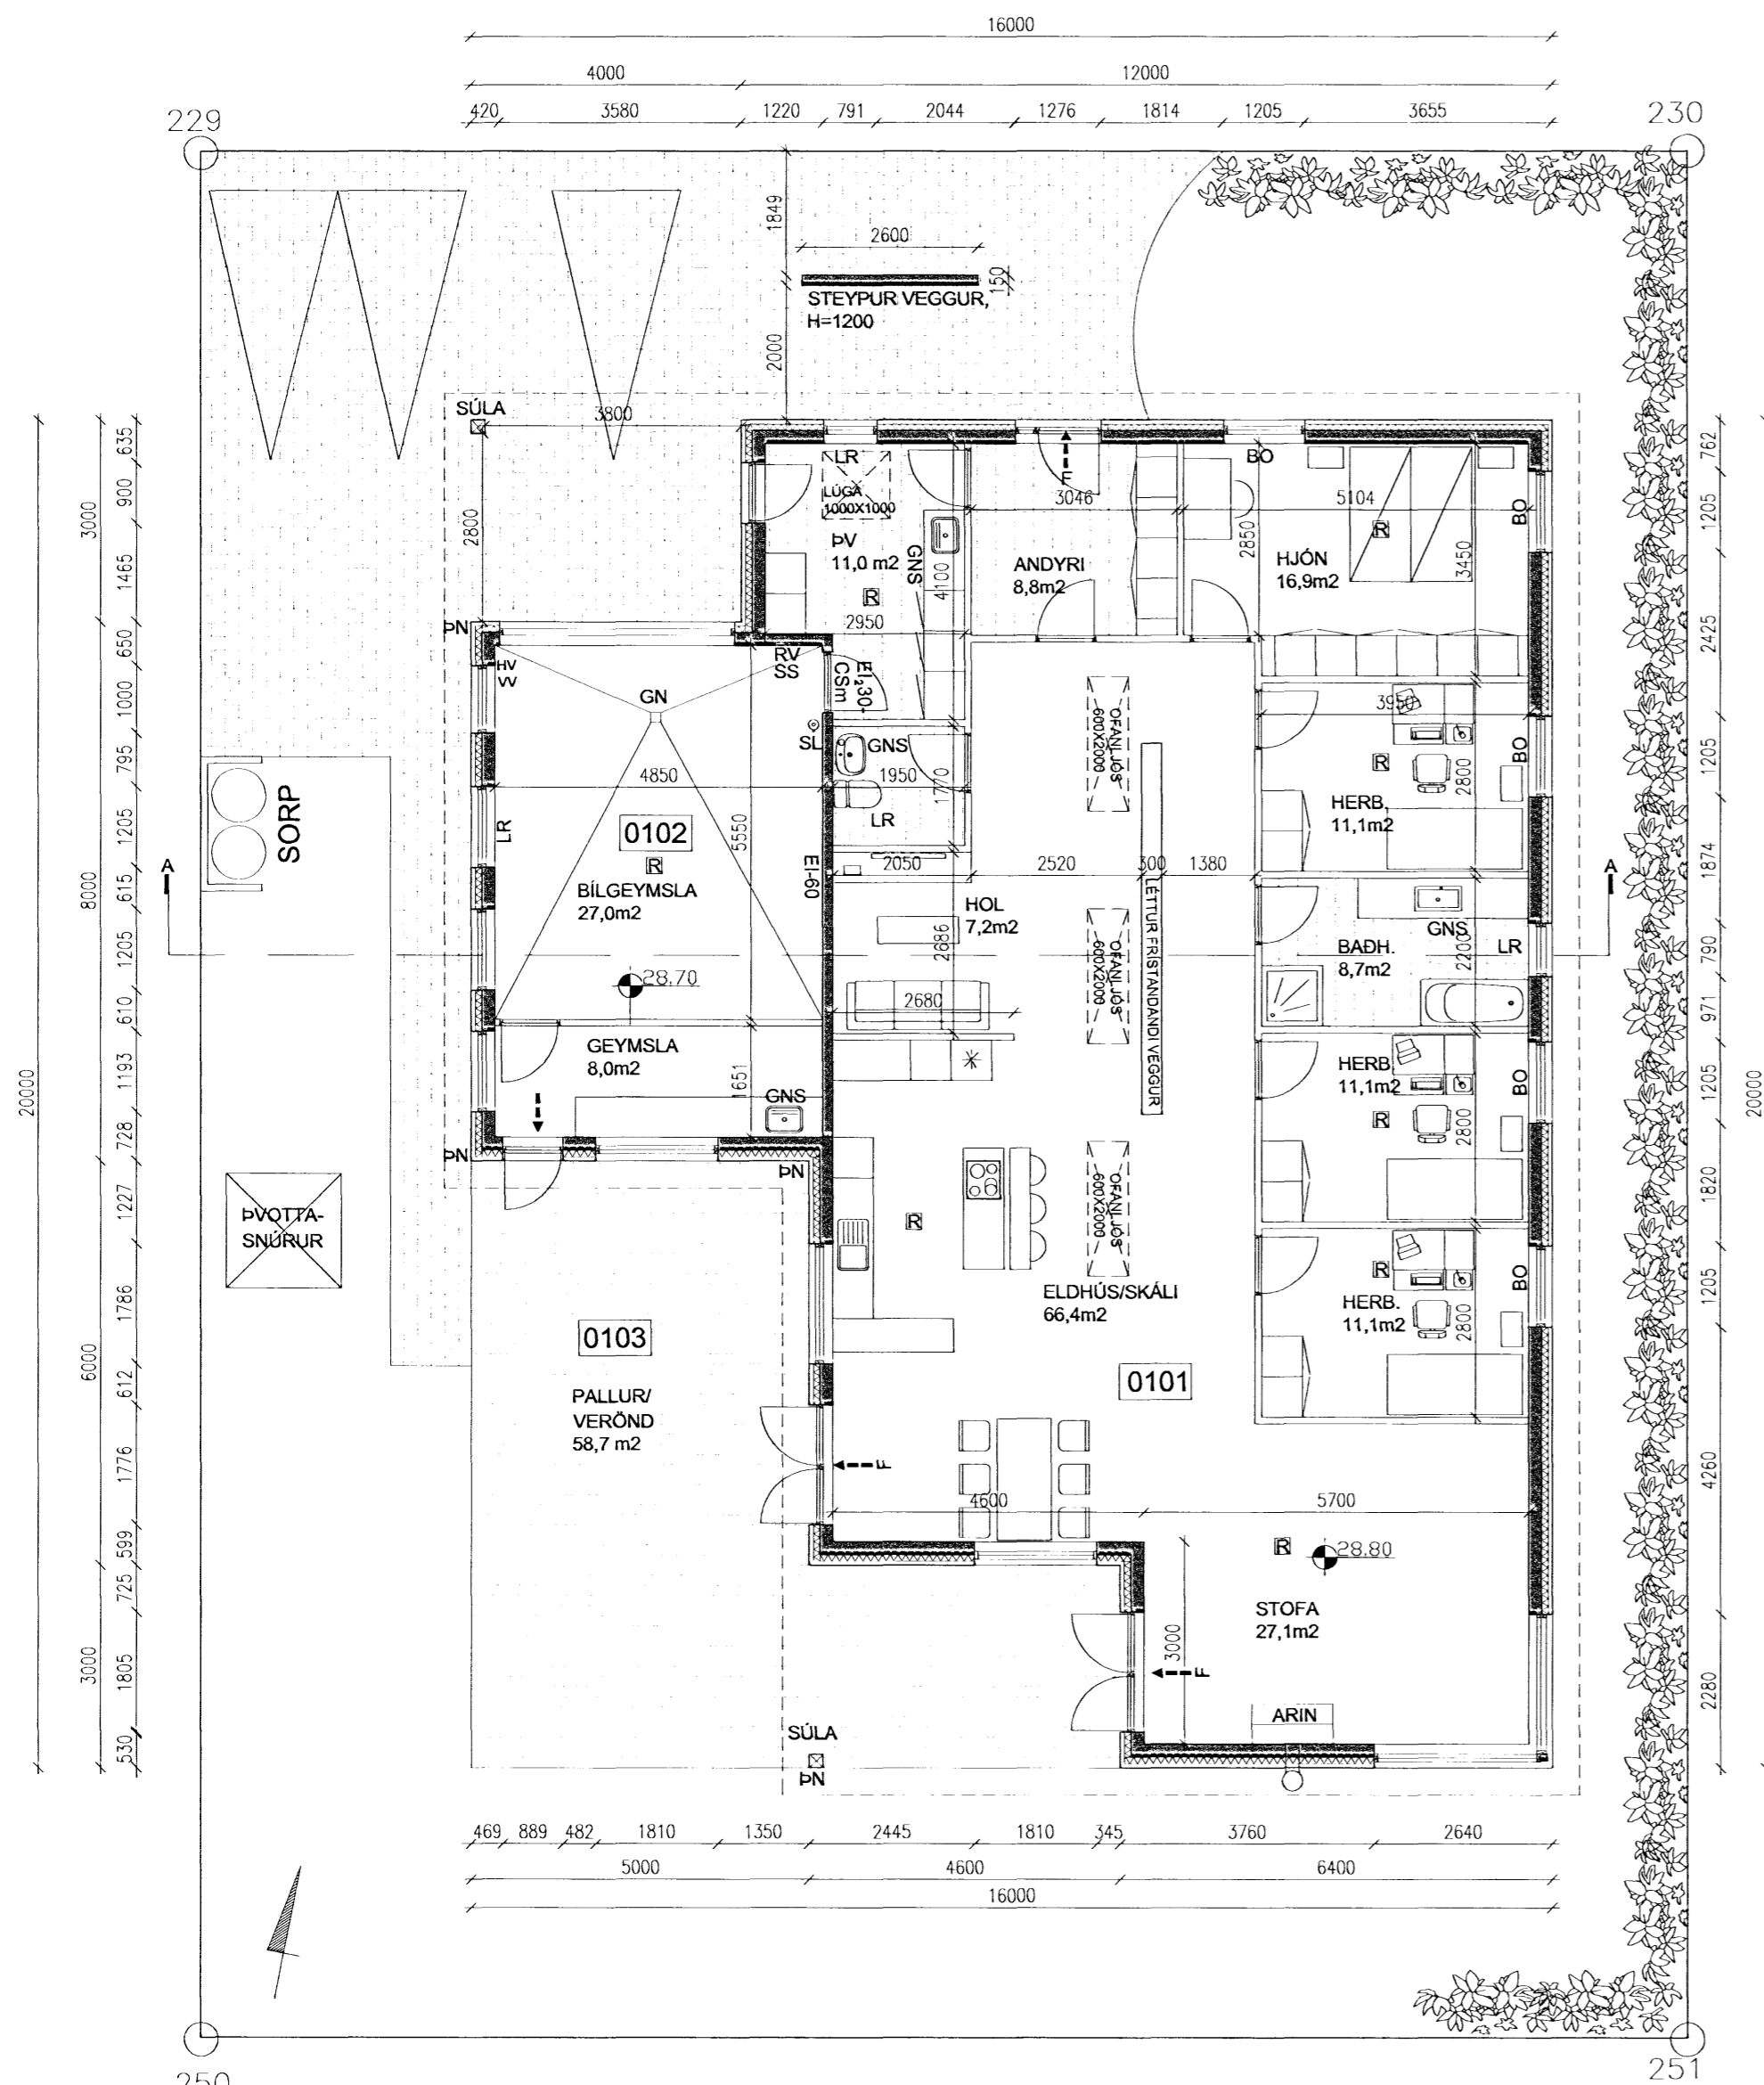 16000
4000 12000
420 3580 1220 791 2044 1276 1814 1205 3655
229
230
1849
2600
150
STEYPUR VEGGUR,
H=1200
2000
SÚLA
3800
2800
LR
LÚGA
1000X1000
ÞV
11,0 m2
GNS
4100
R
2950
F
3046
ANDYRI
8,8m2
BO
5104
2850
R
HJÓN
16,9m2
3450
BO
ÞN
HV
VV
RV
SS
EI₂30-
CSm
GN
SL
GNS
1950
1770
LR
4850
5550
LR
0102
R
BÍLGEYMSLA
27,0m2
EI-60
28.70
GEYMSLA
8,0m2
1651
GNS
ÞN
ÞN
2050
2520
300
1380
HOL
7,2m2
2686
2680
OFANLJÓS
600X2000
OFANLJÓS
600X2000
OFANLJÓS
600X2000
LÉTTUR FRÍSTANDANDI VEGGUR
3950
R
2800
HERB.
11,1m2
BO
GNS
BAÐH.
8,7m2
2200
LR
HERB.
11,1m2
R
2800
BO
R
HERB.
11,1m2
2800
BO
R
ELDHÚS/SKÁLI
66,4m2
0101
0103
PALLUR/
VERÖND
58,7 m2
F
4600
5700
R
28.80
STOFA
27,1m2
3000
F
ARIN
SÚLA
ÞN
SORP
ÞVOTTA-
SNÚRUR
A
A
20000
3000
8000
6000
3000
635
900
1465
650
1000
795
1205
615
1205
610
1193
728
1227
1786
612
1776
599
725
1805
530
762
1205
2425
1205
1874
790
971
1205
1820
1205
4260
2280
20000
469 889 482 1810 1350 2445 1810 345 3760 2640
5000 4600 6400
16000
250
251